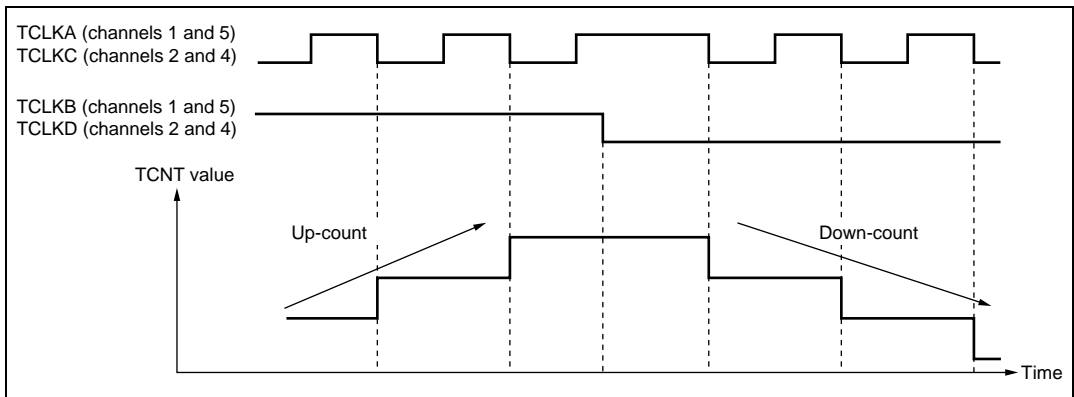 TCLKA (channels 1 and 5)
TCLKC (channels 2 and 4)
TCLKB (channels 1 and 5)
TCLKD (channels 2 and 4)
TCNT value
Up-count
Down-count
Time